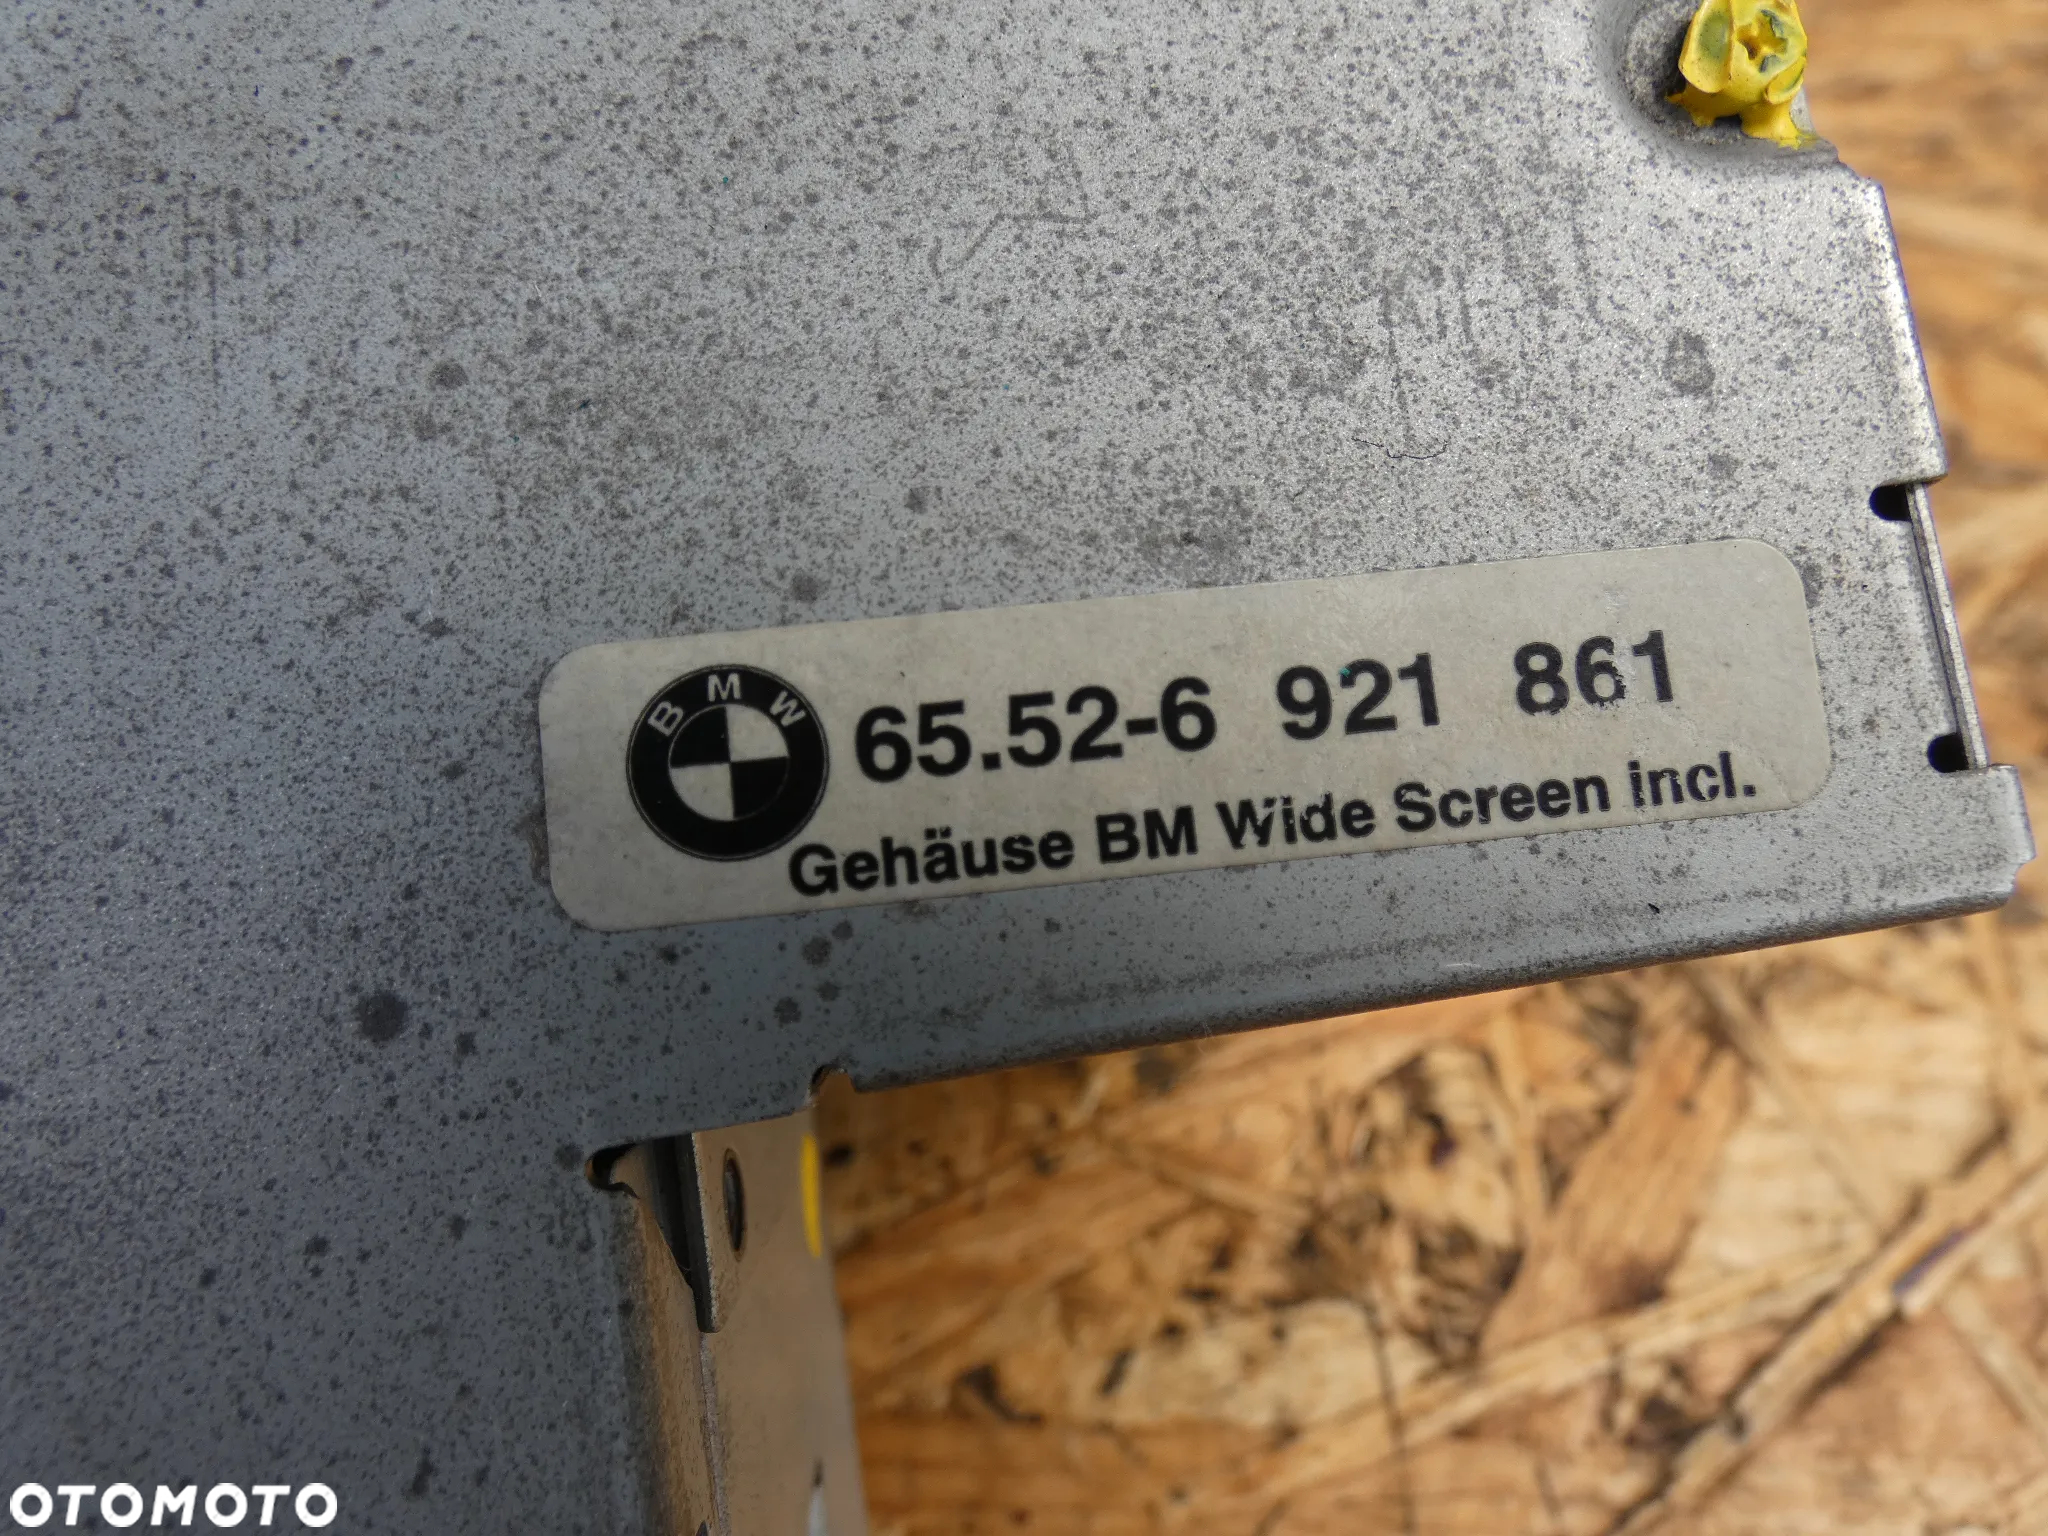 BMW
65.52-6 921 861
Gehäuse BM Wide Screen incl.
OTOMOTO